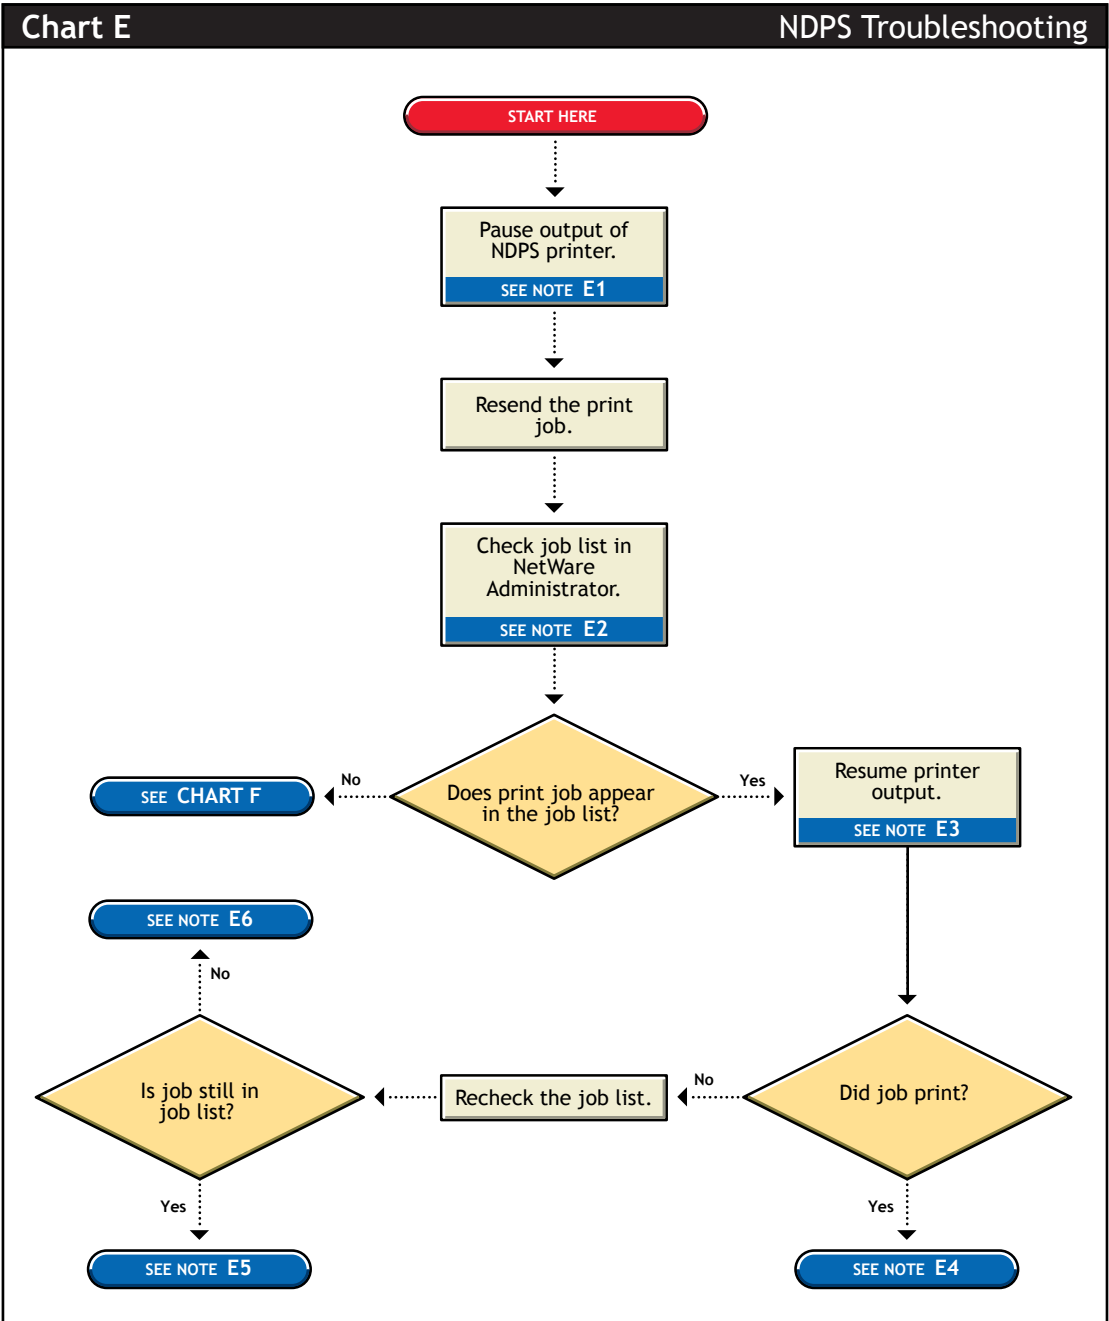 Chart E
NDPS Troubleshooting
START HERE
Pause output of
NDPS printer.
SEE NOTE E1
Resend the print
job.
Check job list in
NetWare
Administrator.
SEE NOTE E2
Does print job appear
in the job list?
No
SEE CHART F
Yes
Resume printer
output.
SEE NOTE E3
Did job print?
No
Recheck the job list.
Yes
SEE NOTE E4
Is job still in
job list?
No
SEE NOTE E6
Yes
SEE NOTE E5